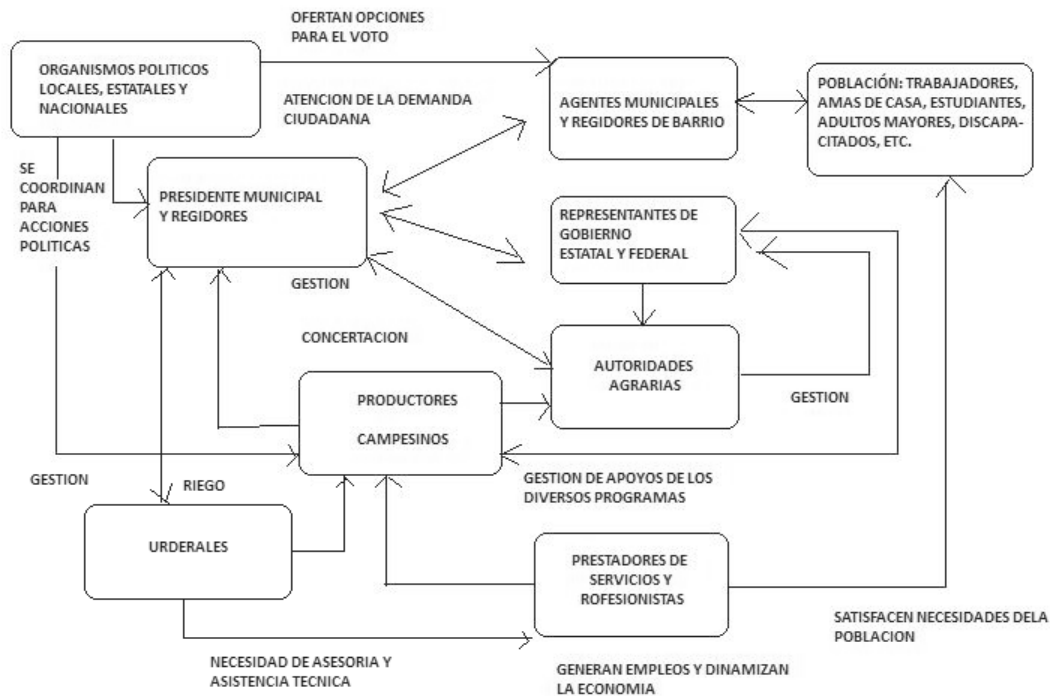 OFERTAN OPCIONES
PARA EL VOTO
ORGANISMOS POLITICOS
LOCALES, ESTATALES Y
NACIONALES
ATENCION DE LA DEMANDA
CIUDADANA
AGENTES MUNICIPALES
Y REGIDORES DE BARRIO
POBLACIÓN: TRABAJADORES,
AMAS DE CASA, ESTUDIANTES,
ADULTOS MAYORES, DISCAPA-
CITADOS, ETC.
SE
COORDINAN
PARA
ACCIONES
POLITICAS
PRESIDENTE MUNICIPAL
Y REGIDORES
REPRESENTANTES DE
GOBIERNO
ESTATAL Y FEDERAL
GESTION
CONCERTACION
AUTORIDADES
AGRARIAS
GESTION
PRODUCTORES
CAMPESINOS
GESTION
RIEGO
GESTION DE APOYOS DE LOS
DIVERSOS PROGRAMAS
URDERALES
PRESTADORES DE
SERVICIOS Y
ROFESIONISTAS
SATISFACEN NECESIDADES DELA
POBLACION
NECESIDAD DE ASESORIA Y
ASISTENCIA TECNICA
GENERAN EMPLEOS Y DINAMIZAN
LA ECONOMIA